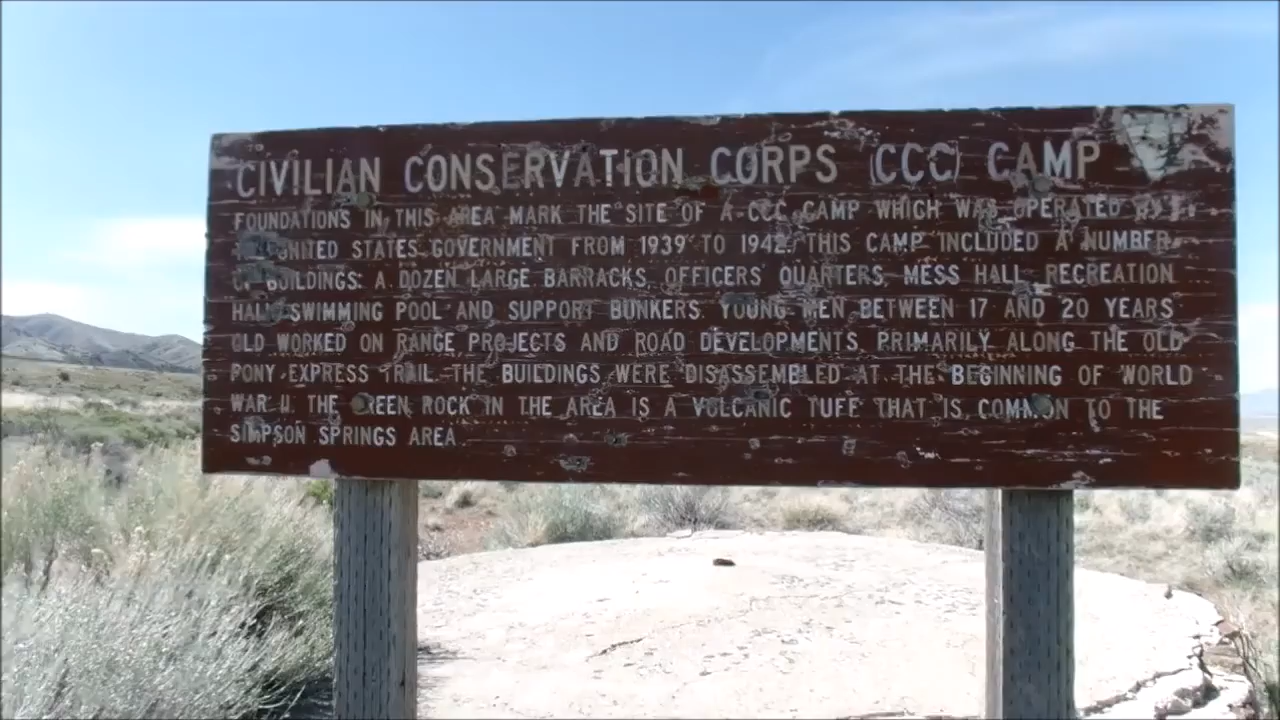 CIVILIAN CONSERVATION CORPS (CCC) CAMP
FOUNDATIONS IN THIS AREA MARK THE SITE OF A CCC CAMP WHICH WAS OPERATED BY
UNITED STATES GOVERNMENT FROM 1939 TO 1942. THIS CAMP INCLUDED A NUMBER
OF BUILDINGS: A DOZEN LARGE BARRACKS, OFFICERS' QUARTERS, MESS HALL, RECREATION
HALL, SWIMMING POOL AND SUPPORT BUNKERS. YOUNG MEN BETWEEN 17 AND 20 YEARS
OLD WORKED ON RANGE PROJECTS AND ROAD DEVELOPMENTS, PRIMARILY ALONG THE OLD
PONY EXPRESS TRAIL. THE BUILDINGS WERE DISASSEMBLED AT THE BEGINNING OF WORLD
WAR II. THE GREEN ROCK IN THE AREA IS A VOLCANIC TUFF THAT IS COMMON TO THE
SIMPSON SPRINGS AREA